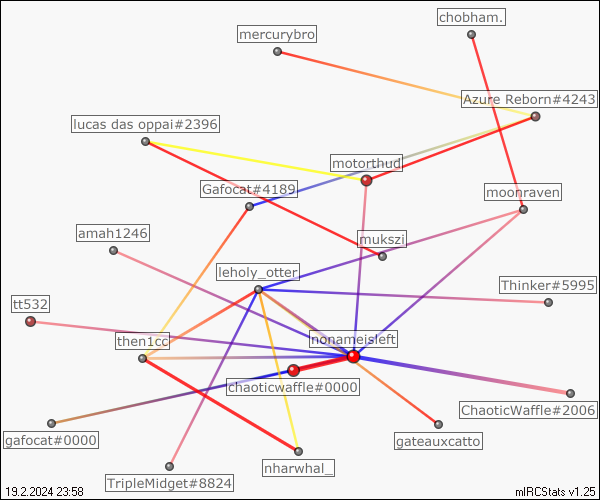 chobham.
mercurybro
Azure Reborn#4243
lucas das oppai#2396
motorthud
Gafocat#4189
moonraven
amah1246
mukszi
leholy_otter
Thinker#5995
tt532
then1cc
nonameisleft
chaoticwaffle#0000
ChaoticWaffle#2006
gafocat#0000
gateauxcatto
nharwhal_
TripleMidget#8824
19.2.2024 23:58
mIRCStats v1.25